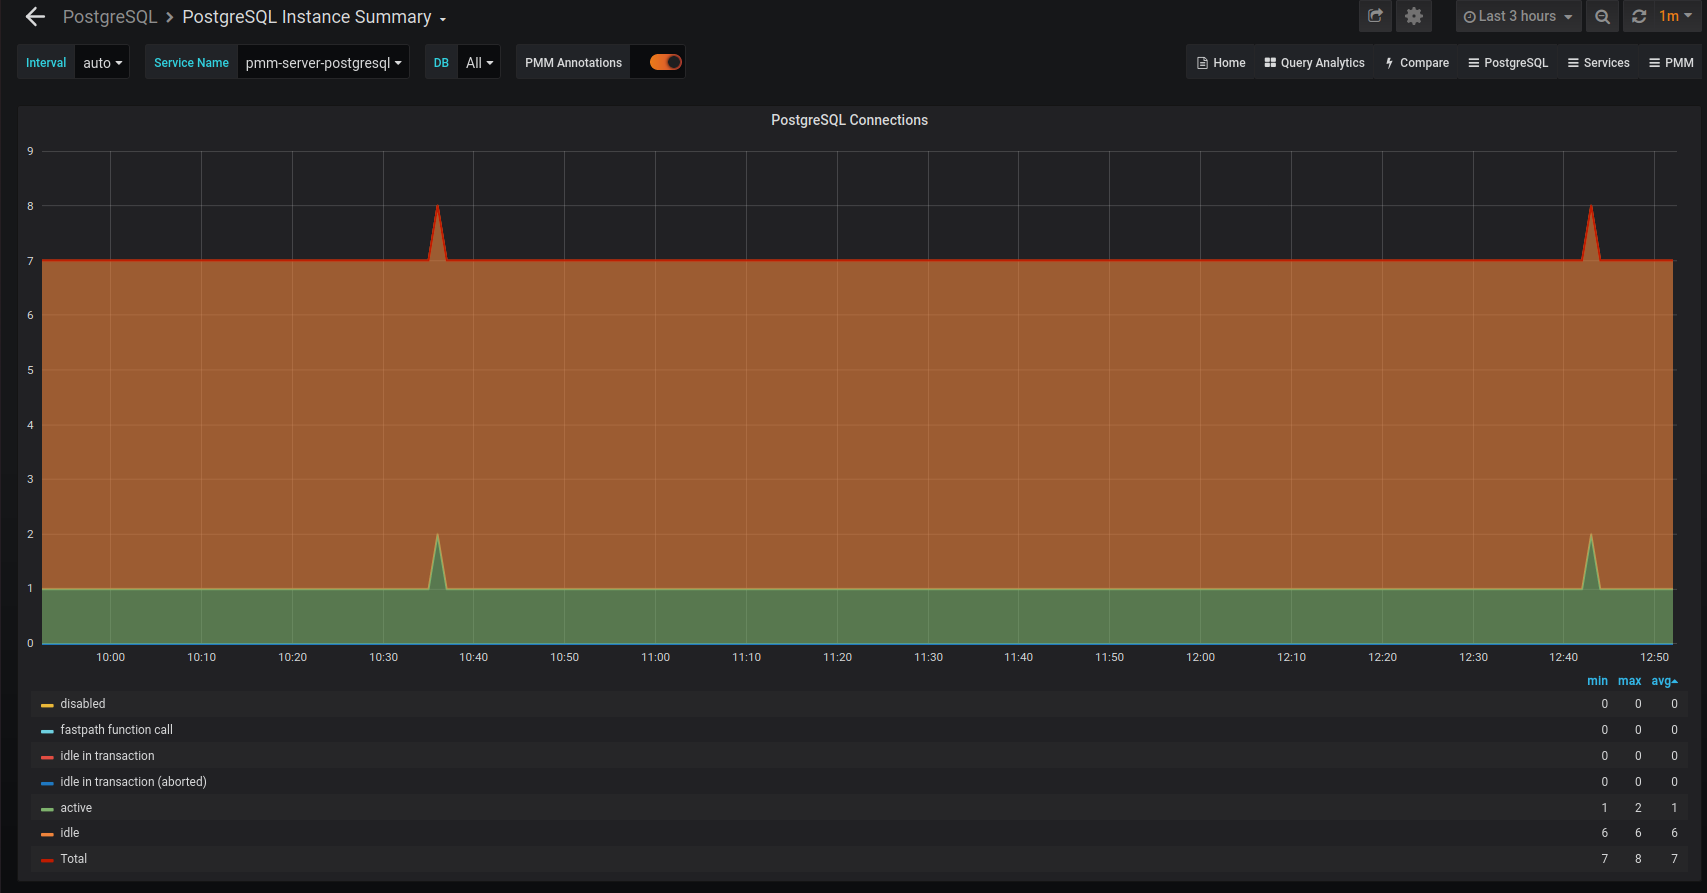 PostgreSQL > PostgreSQL Instance Summary
Last 3 hours 1m
Interval auto Service Name pmm-server-postgresql DB All PMM Annotations
Home Query Analytics Compare PostgreSQL Services PMM
PostgreSQL Connections
9
8
7
6
5
4
3
2
1
0
10:00 10:10 10:20 10:30 10:40 10:50 11:00 11:10 11:20 11:30 11:40 11:50 12:00 12:10 12:20 12:30 12:40 12:50
min max avg
disabled 0 0 0
fastpath function call 0 0 0
idle in transaction 0 0 0
idle in transaction (aborted) 0 0 0
active 1 2 1
idle 6 6 6
Total 7 8 7